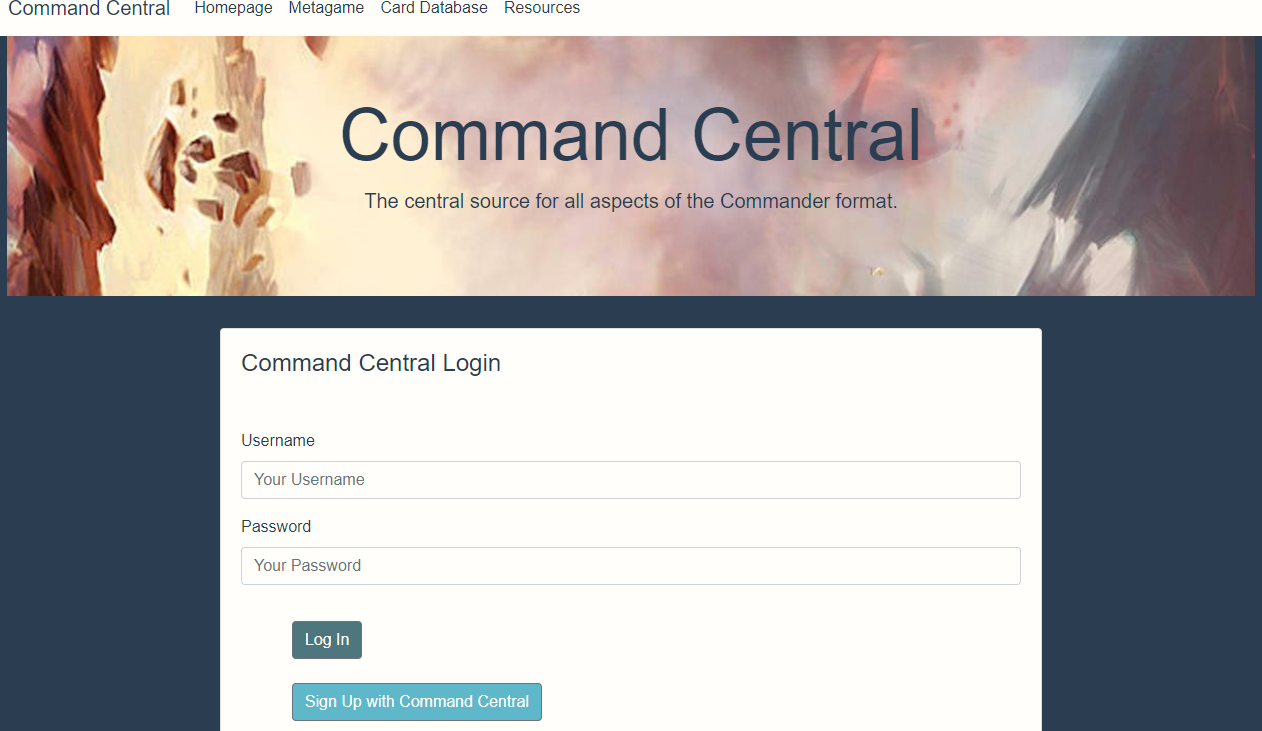 Command Central Homepage Metagame Card Database Resources
Command Central
The central source for all aspects of the Commander format.
Command Central Login
Username
Your Username
Password
Your Password
Log In
Sign Up with Command Central